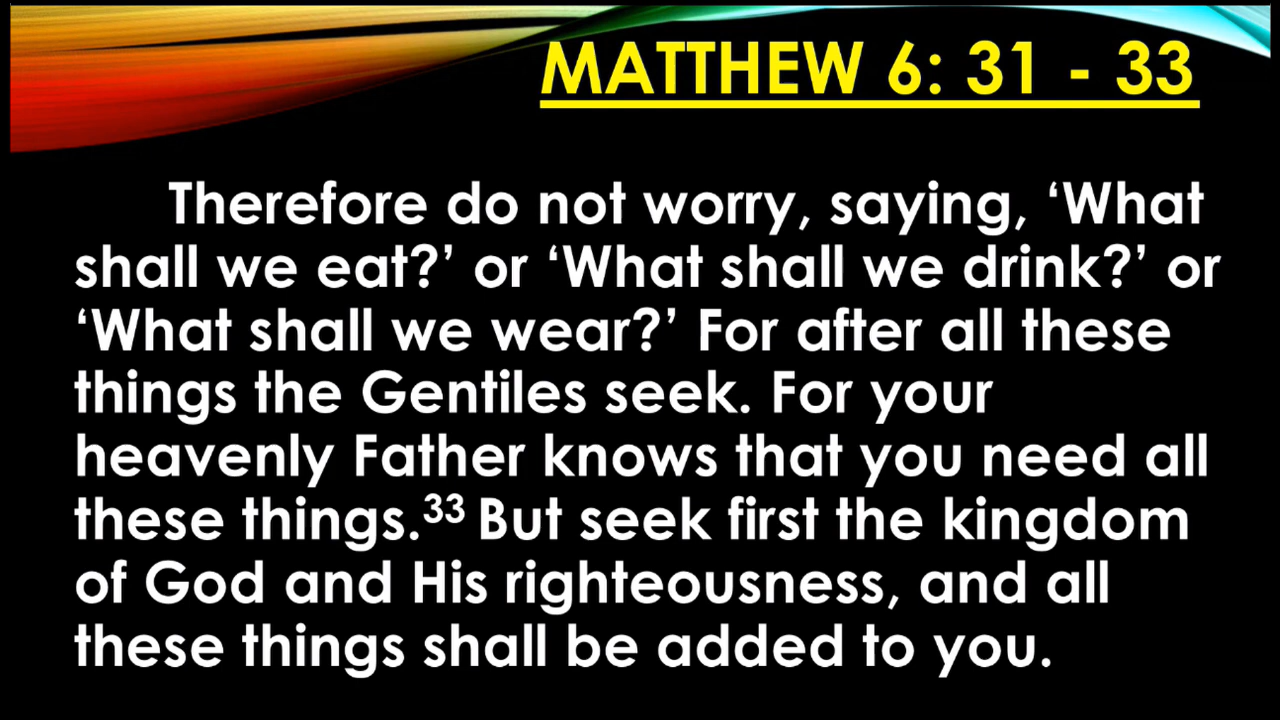 MATTHEW 6: 31 - 33
Therefore do not worry, saying, ‘What
shall we eat?’ or ‘What shall we drink?’ or
‘What shall we wear?’ For after all these
things the Gentiles seek. For your
heavenly Father knows that you need all
these things.³³ But seek first the kingdom
of God and His righteousness, and all
these things shall be added to you.